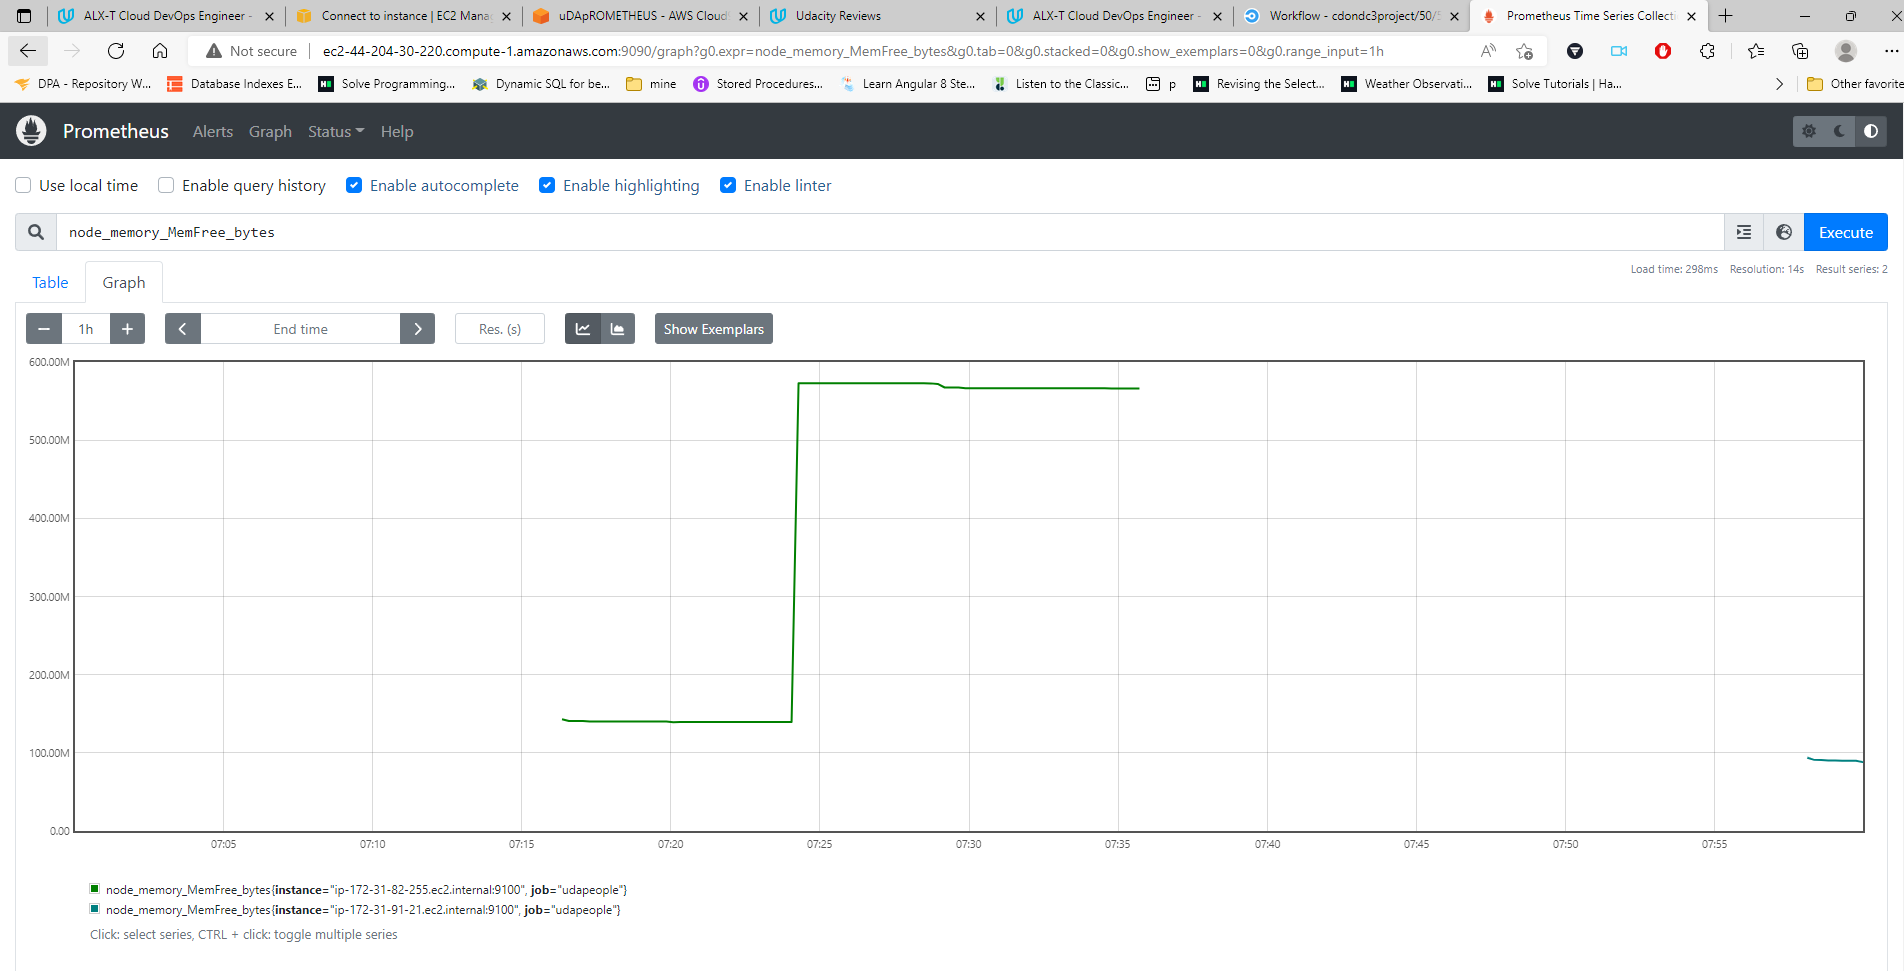 ALX-T Cloud DevOps Engineer -
Connect to instance | EC2 Mana
uDApROMETHEUS - AWS Cloud
Udacity Reviews
ALX-T Cloud DevOps Engineer -
Workflow - cdondc3project/50/
Prometheus Time Series Collecti
Not secure
ec2-44-204-30-220.compute-1.amazonaws.com:9090/graph?g0.expr=node_memory_MemFree_bytes&g0.tab=0&g0.stacked=0&g0.show_exemplars=0&g0.range_input=1h
DPA - Repository W...
Database Indexes E...
Solve Programming...
Dynamic SQL for be...
mine
Stored Procedures...
Learn Angular 8 Ste...
Listen to the Classic...
p
Revising the Select...
Weather Observati...
Solve Tutorials | Ha...
Other favorite
Prometheus
Alerts
Graph
Status
Help
Use local time
Enable query history
Enable autocomplete
Enable highlighting
Enable linter
node_memory_MemFree_bytes
Execute
Table
Graph
Load time: 298ms
Resolution: 14s
Result series: 2
1h
End time
Res. (s)
Show Exemplars
600.00M
500.00M
400.00M
300.00M
200.00M
100.00M
0.00
07:05
07:10
07:15
07:20
07:25
07:30
07:35
07:40
07:45
07:50
07:55
node_memory_MemFree_bytes{instance="ip-172-31-82-255.ec2.internal:9100", job="udapeople"}
node_memory_MemFree_bytes{instance="ip-172-31-91-21.ec2.internal:9100", job="udapeople"}
Click: select series, CTRL + click: toggle multiple series